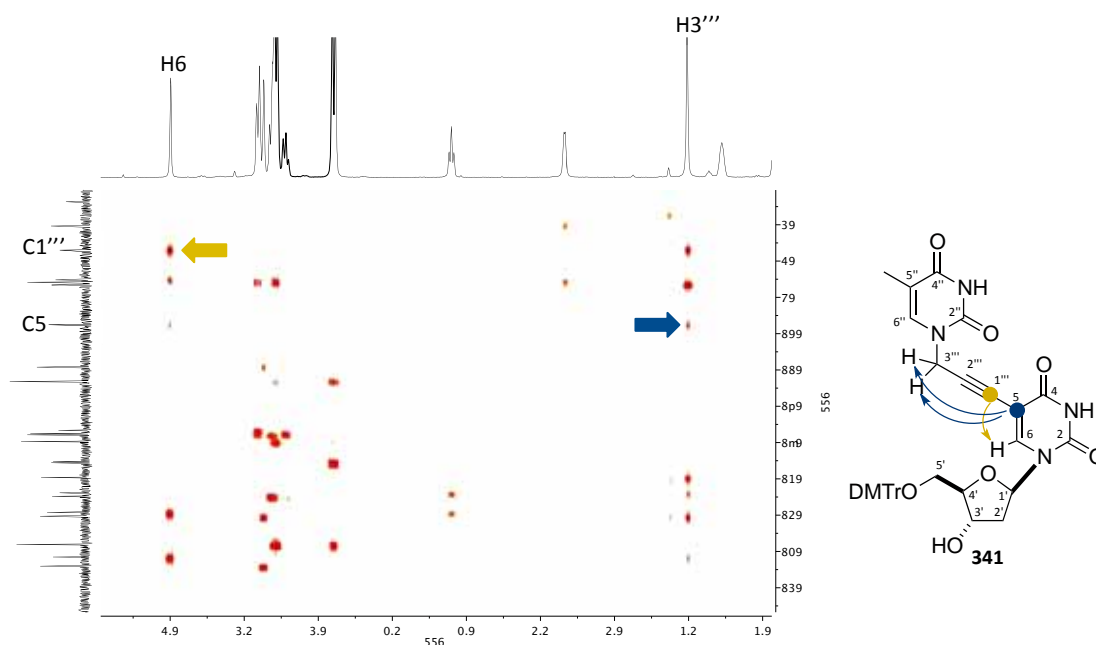 H6
H3′′′
C1′′′
C5
39
49
79
899
889
8p9
8m9
819
829
809
839
556
4.9
3.2
3.9
0.2
0.9
2.2
2.9
1.2
1.9
556
O
5′′
4′′
NH
6′′
2′′
N
O
H
3′′′
2′′′
H
1′′′
O
5
4
NH
6
2
H
N
O
5′
DMTrO
O
4′
1′
3′
2′
HO
341